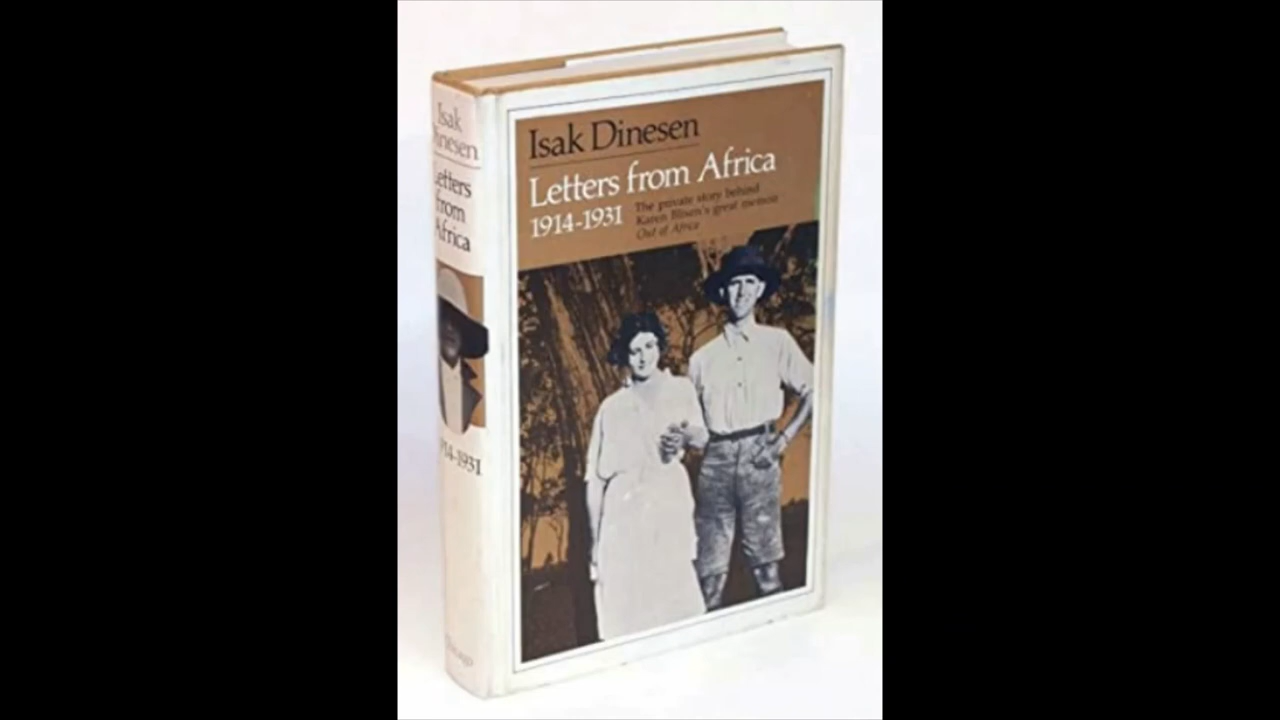 Isak Dinesen
Letters from Africa
1914-1931
The private story behind
Karen Blixen's great memoir
Out of Africa
Isak
Dinesen
Letters
from
Africa
1914-1931